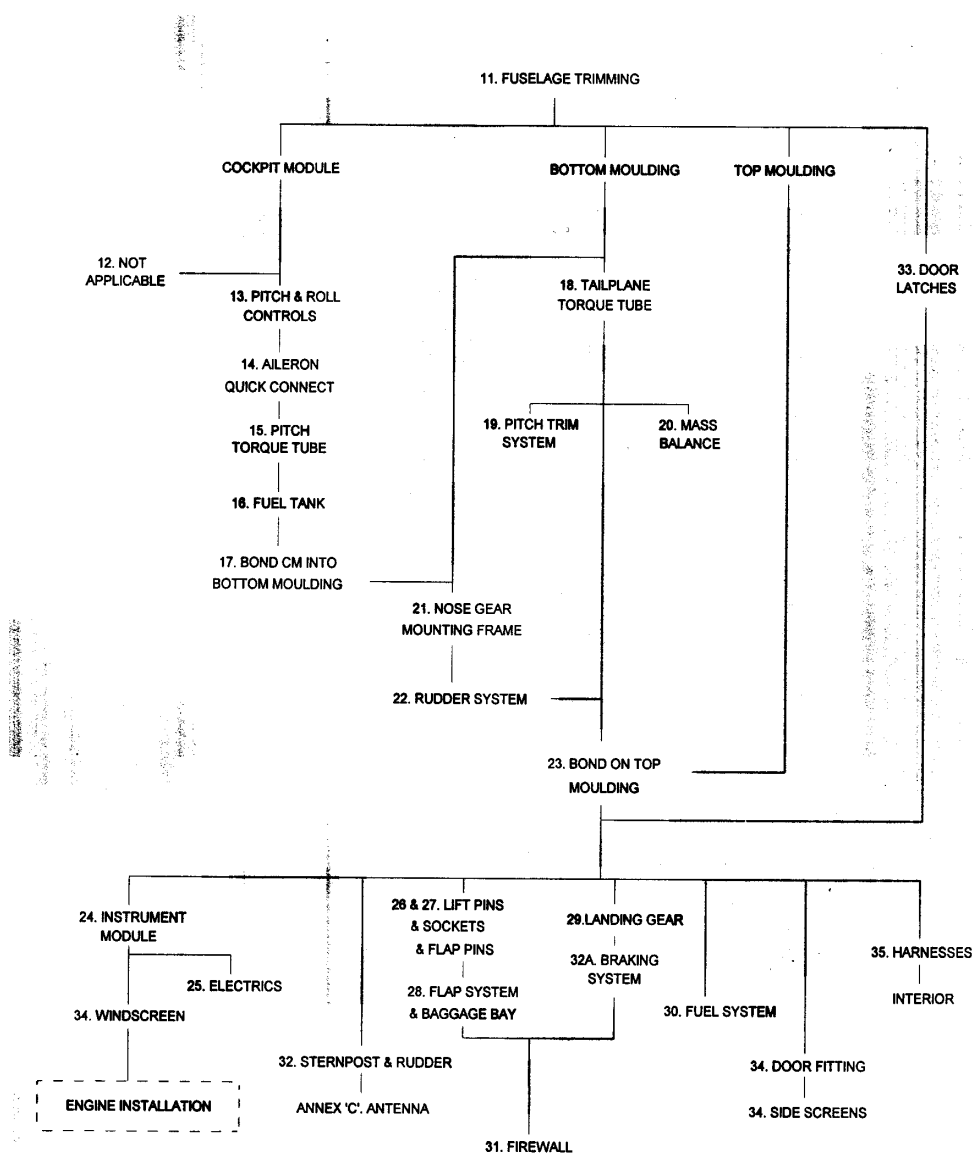 11. FUSELAGE TRIMMING
COCKPIT MODULE
BOTTOM MOULDING
TOP MOULDING
12. NOT
APPLICABLE
13. PITCH & ROLL
CONTROLS
18. TAILPLANE
TORQUE TUBE
33. DOOR
LATCHES
14. AILERON
QUICK CONNECT
15. PITCH
TORQUE TUBE
19. PITCH TRIM
SYSTEM
20. MASS
BALANCE
16. FUEL TANK
17. BOND CM INTO
BOTTOM MOULDING
21. NOSE GEAR
MOUNTING FRAME
22. RUDDER SYSTEM
23. BOND ON TOP
MOULDING
24. INSTRUMENT
MODULE
25. ELECTRICS
34. WINDSCREEN
ENGINE INSTALLATION
32. STERNPOST & RUDDER
ANNEX 'C'. ANTENNA
26 & 27. LIFT PINS
& SOCKETS
& FLAP PINS
28. FLAP SYSTEM
& BAGGAGE BAY
29.LANDING GEAR
32A. BRAKING
SYSTEM
31. FIREWALL
30. FUEL SYSTEM
34. DOOR FITTING
34. SIDE SCREENS
35. HARNESSES
INTERIOR